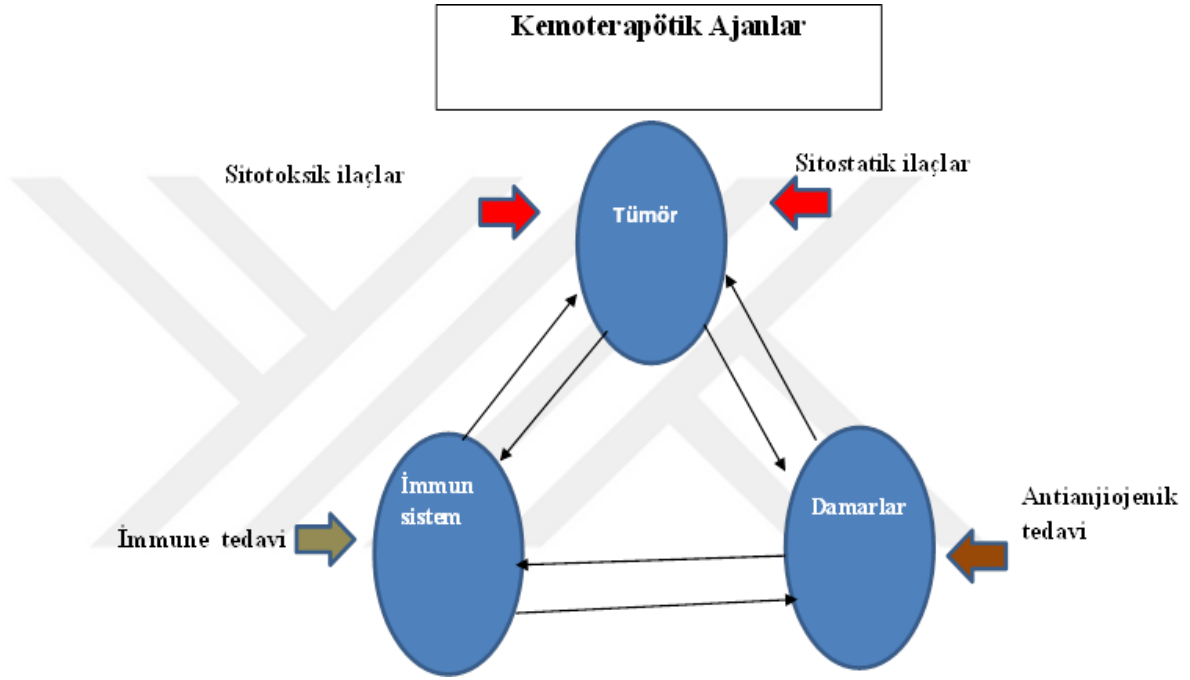 Kemoterapötik Ajanlar
Sitotoksik ilaçlar
Sitostatik ilaçlar
Tümör
İmmun
sistem
Damarlar
İmmune tedavi
Antianjiojenik
tedavi